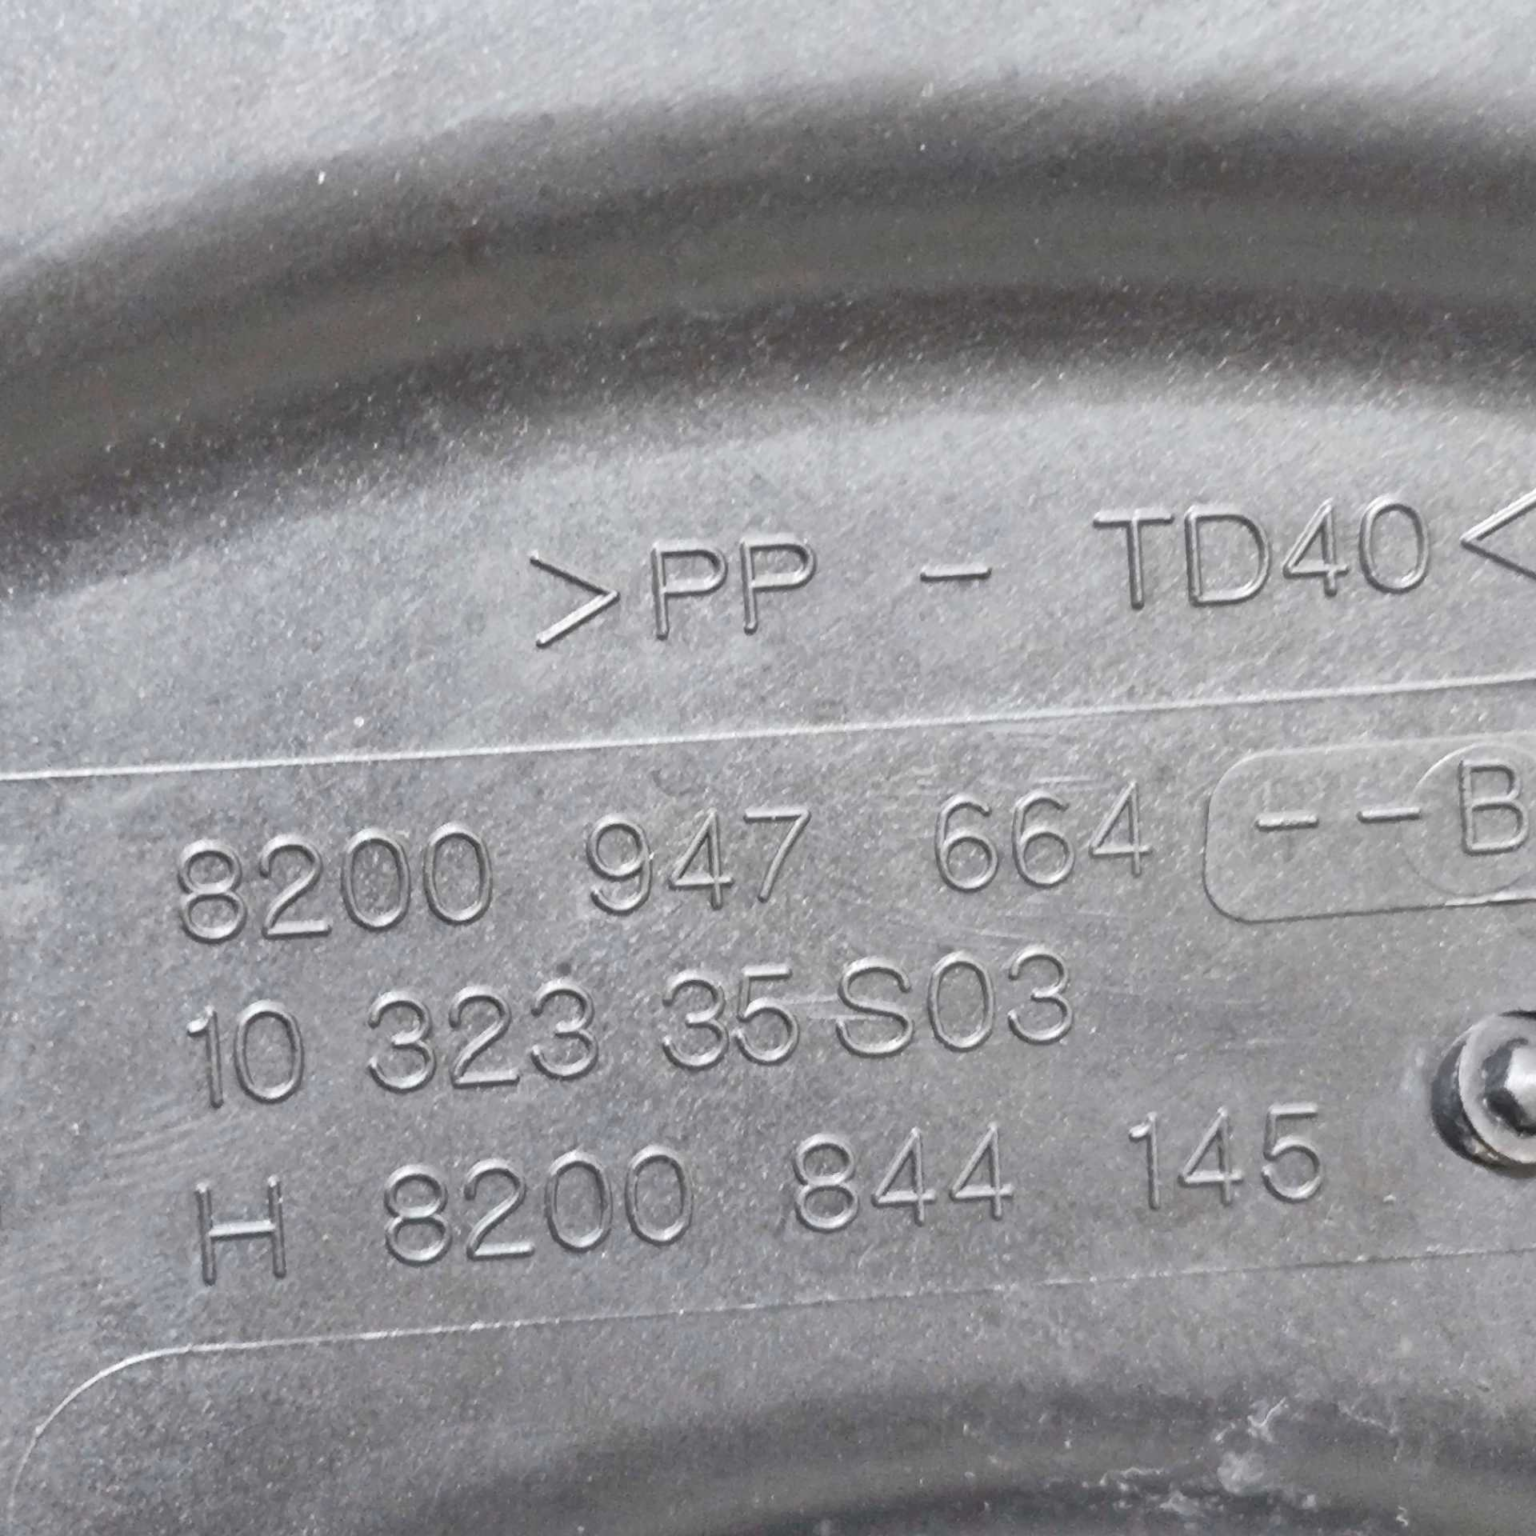 >PP - TD40<
8200 947 664 --B
10 323 35 S03
H 8200 844 145